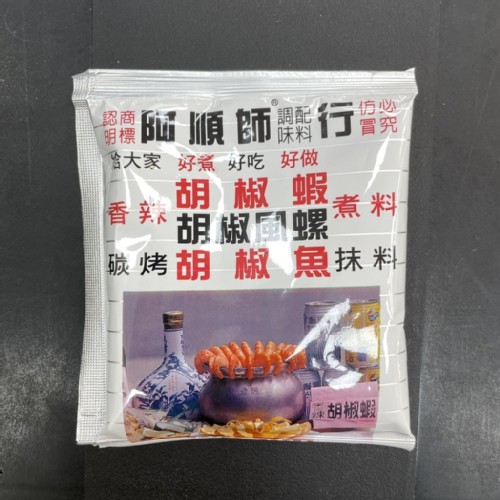 認明商標 阿順師® 調配味料行 仿冒必究
給大家 好煮 好吃 好做
香辣 胡椒蝦 煮料
胡椒風螺
碳烤 胡椒魚 抹料
辣 胡椒蝦